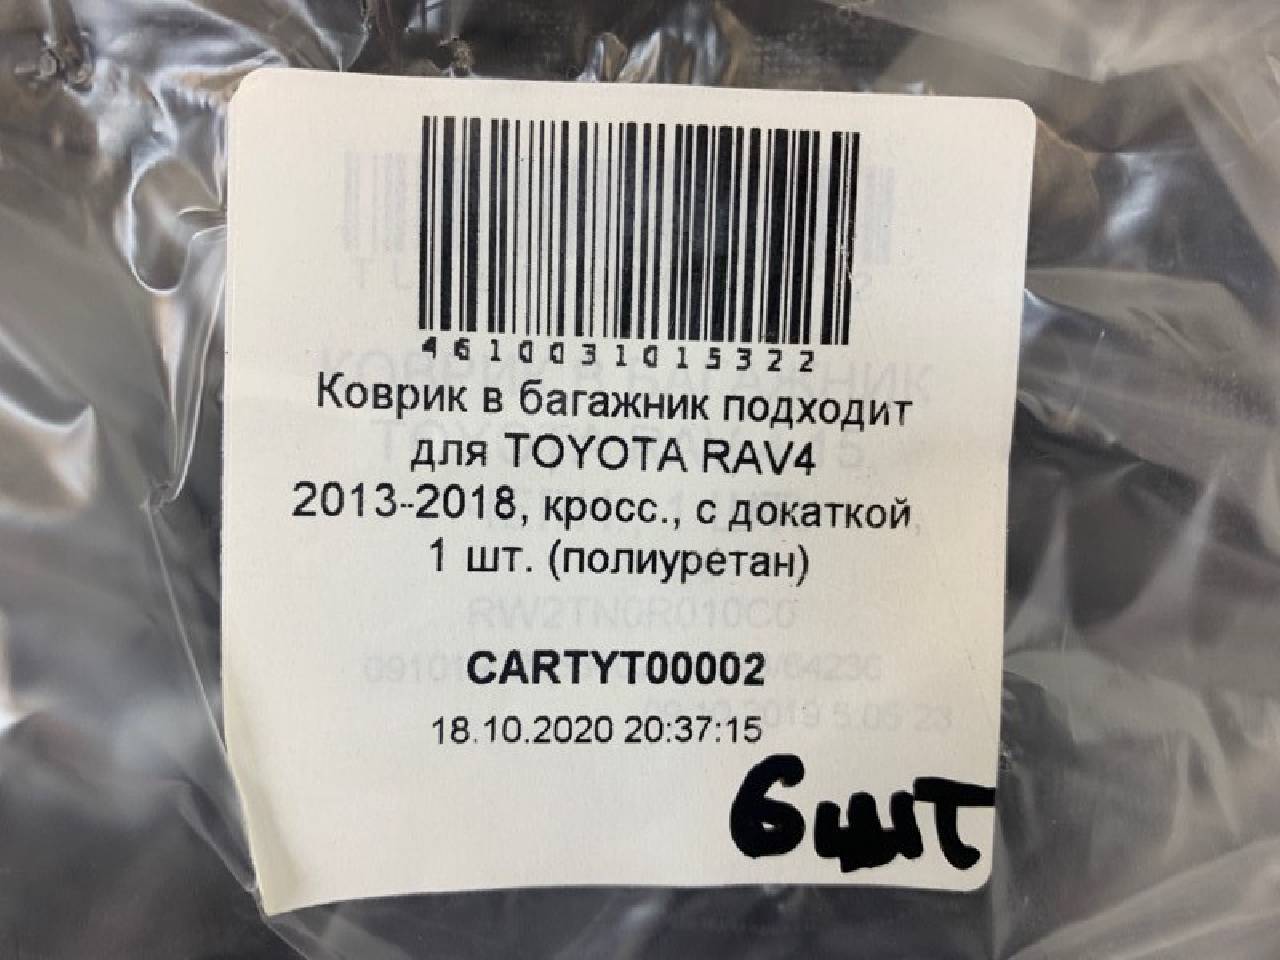 4610031015322
Коврик в багажник подходит
для TOYOTA RAV4
2013-2018, кросс., с докаткой,
1 шт. (полиуретан)
CARTYT00002
18.10.2020 20:37:15
6шт